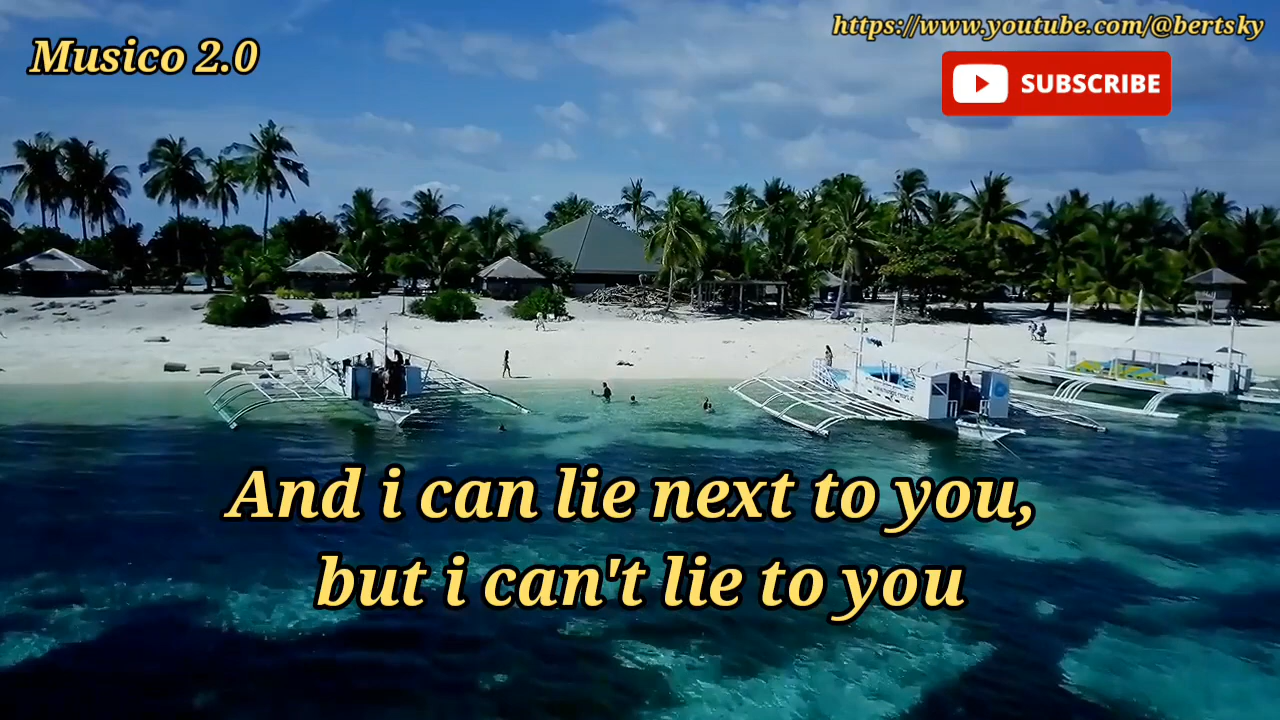 Musico 2.0
https://www.youtube.com/@bertsky
SUBSCRIBE
And i can lie next to you,
but i can't lie to you